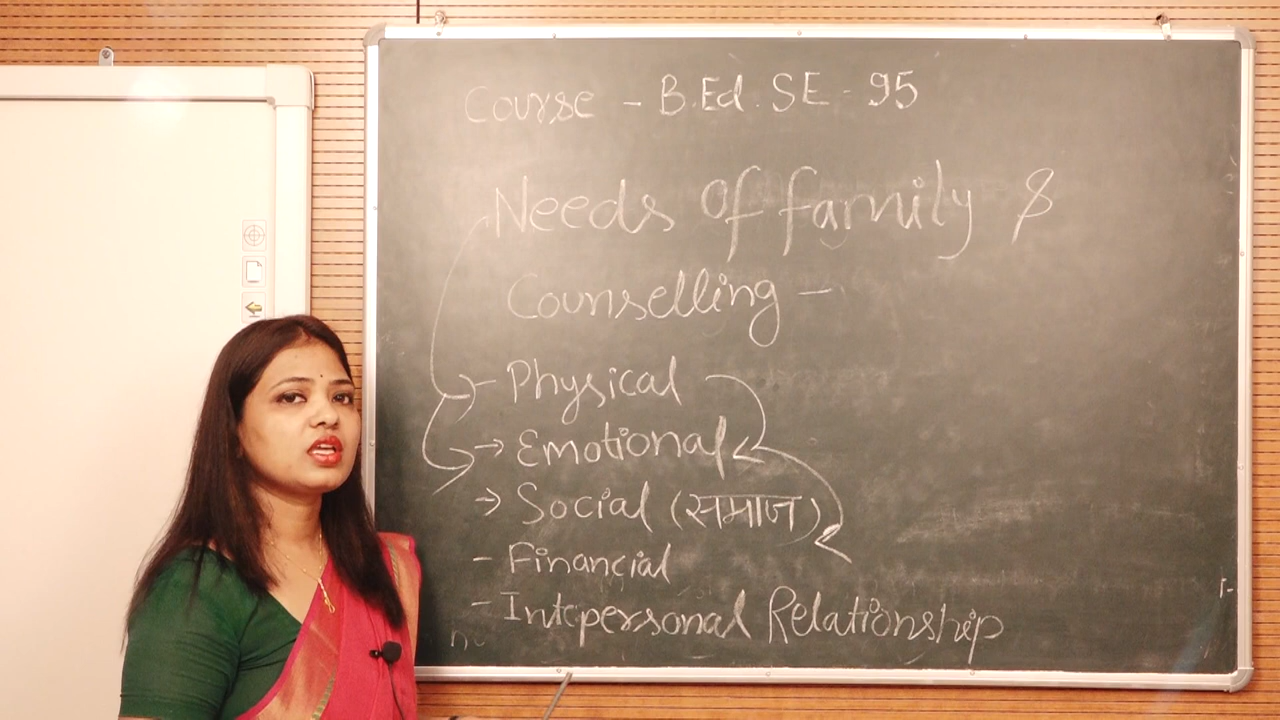 Course - B.Ed. SE - 95
Needs of family &
Counselling -
- Physical
→ Emotional
→ Social (समाज)
- Financial
- Interpersonal Relationship